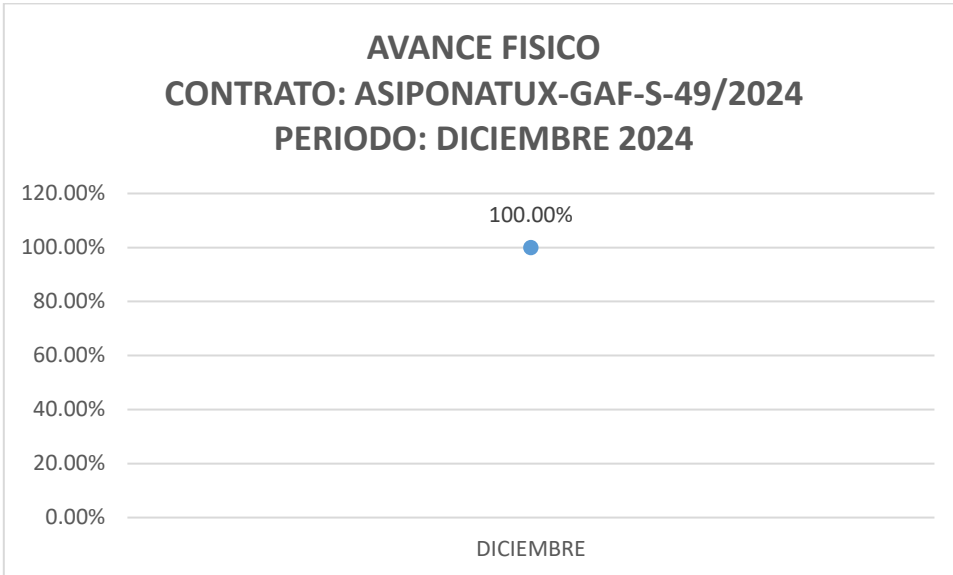 AVANCE FISICO
CONTRATO: ASIPONATUX-GAF-S-49/2024
PERIODO: DICIEMBRE 2024
120.00%
100.00%
100.00%
80.00%
60.00%
40.00%
20.00%
0.00%
DICIEMBRE